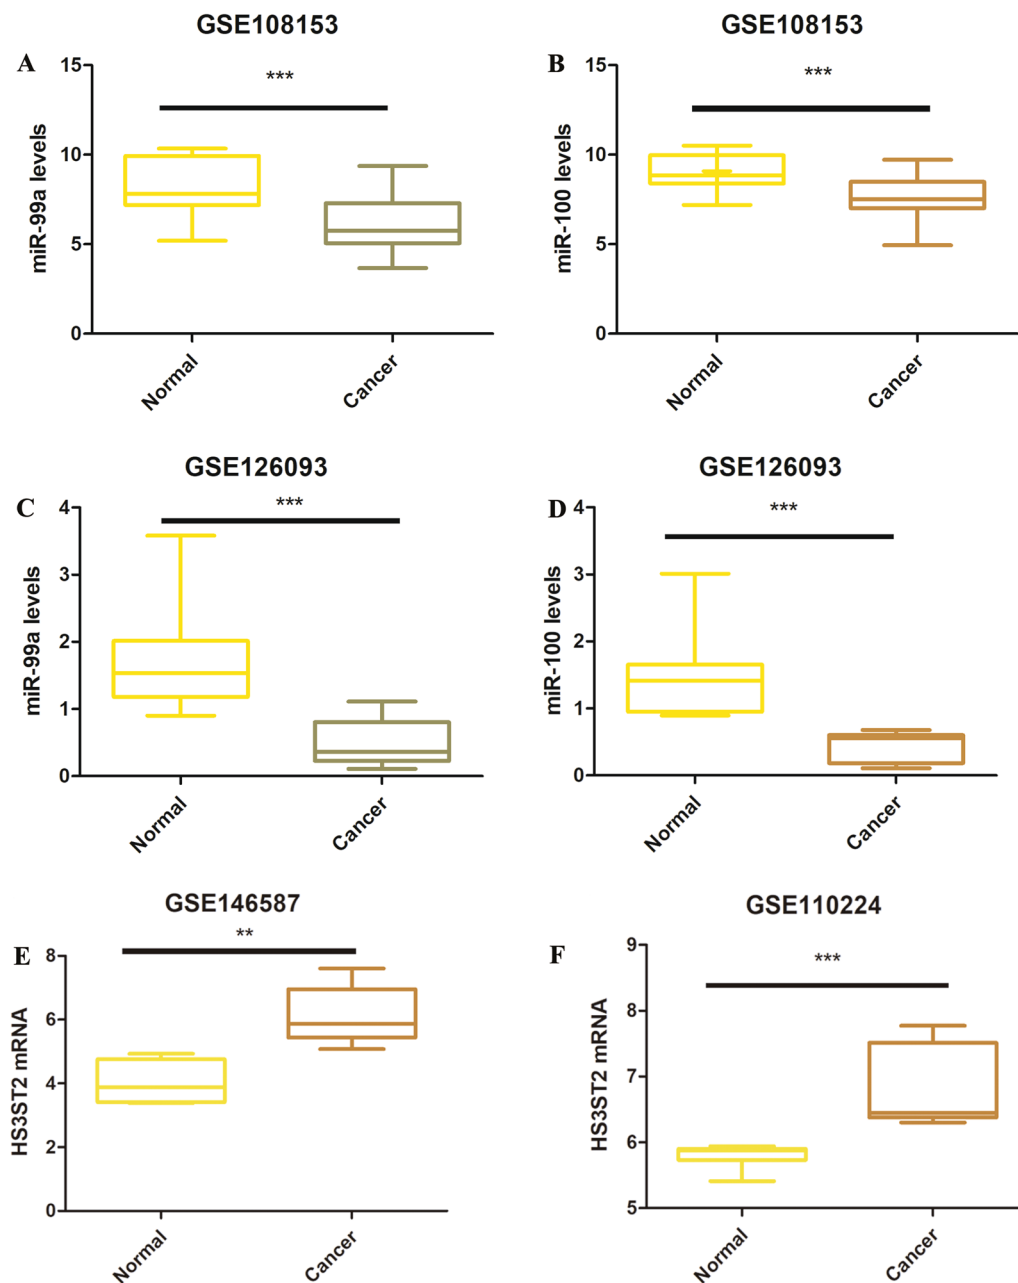 GSE108153
A
***
miR-99a levels
15
10
5
0
Normal
Cancer
GSE108153
B
***
miR-100 levels
15
10
5
0
Normal
Cancer
GSE126093
C
***
miR-99a levels
4
3
2
1
0
Normal
Cancer
GSE126093
D
***
miR-100 levels
4
3
2
1
0
Normal
Cancer
GSE146587
E
**
HS3ST2 mRNA
8
6
4
2
0
Normal
Cancer
GSE110224
F
***
HS3ST2 mRNA
9
8
7
6
5
Normal
Cancer